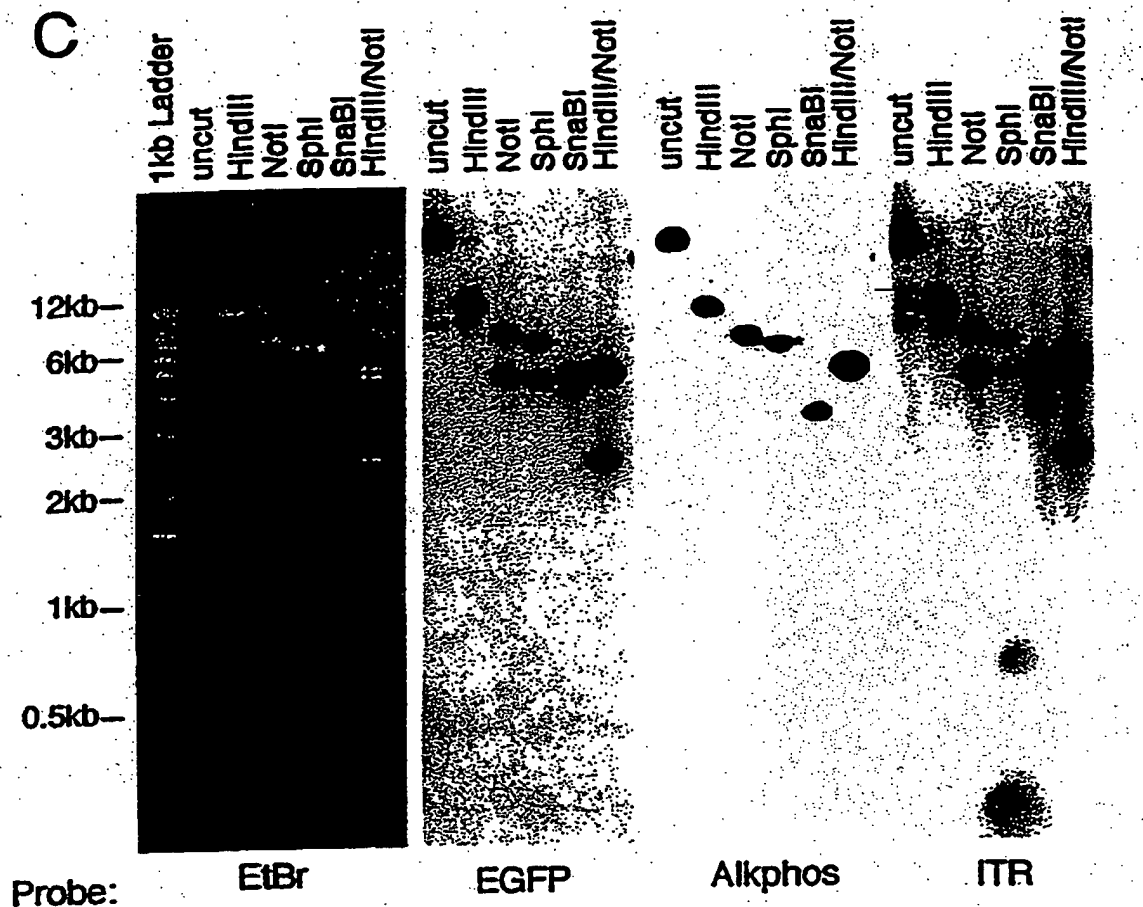 C
1kb Ladder
uncut
HindIII
NotI
SphI
SnaBI
HindIII/NotI
uncut
HindIII
NotI
SphI
SnaBI
HindIII/NotI
uncut
HindIII
NotI
SphI
SnaBI
HindIII/NotI
uncut
HindIII
NotI
SphI
SnaBI
HindIII/NotI
12kb
6kb
3kb
2kb
1kb
0.5kb
Probe: EtBr EGFP Alkphos ITR